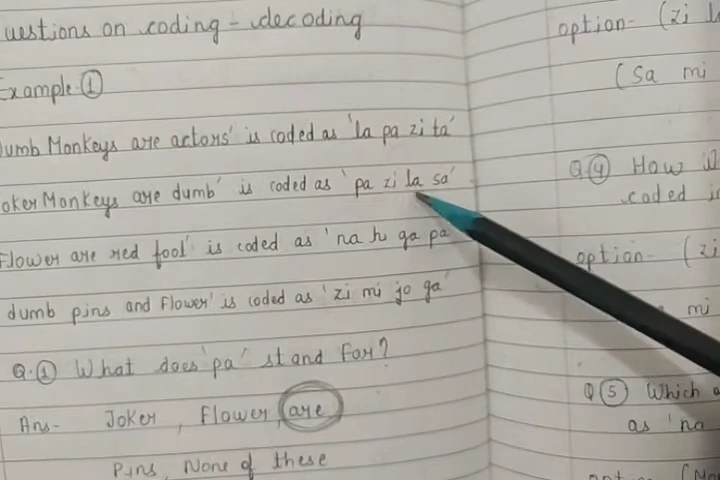 uestions on coding - decoding
Example-①
Dumb Monkeys are actors' is coded as 'la pa zi ta'
oker Monkeys are dumb' is coded as 'pa zi la sa'
Flower are red fool' is coded as 'na hu ga pa
dumb pins and flower' is coded as 'zi mi jo ga'
Q.① What does 'pa' stand for?
Ans- Joker, Flower, are
Pins, None of these
option- (zi
(Sa mi
Q④ How
coded
option- (zi
mi
Q⑤ Which
as 'na